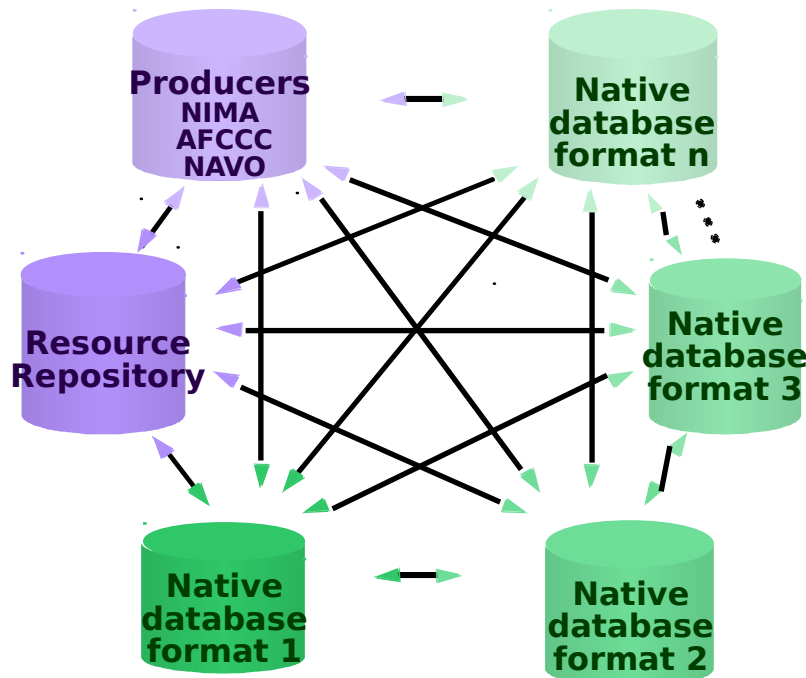 Producers
NIMA
AFCCC
NAVO
Native
database
format n
Resource
Repository
Native
database
format 3
Native
database
format 1
Native
database
format 2